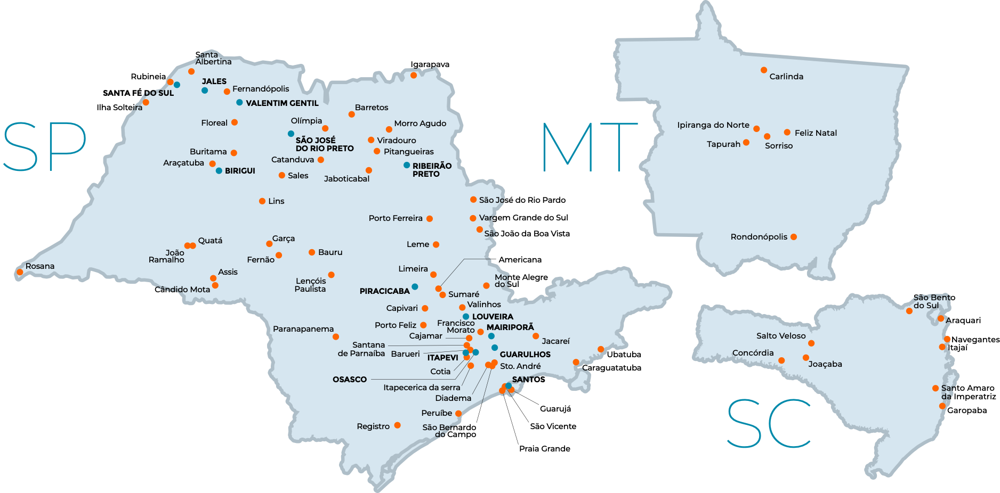 SP
Santa
Albertina
Igarapava
Rubineia
JALES
Fernandópolis
SANTA FÉ DO SUL
VALENTIM GENTIL
Ilha Solteira
Barretos
Floreal
Olímpia
Morro Agudo
SÃO JOSÉ
DO RIO PRETO
Viradouro
Buritama
Pitangueiras
Catanduva
Araçatuba
BIRIGUI
RIBEIRÃO
PRETO
Sales
Jaboticabal
Lins
São José do Rio Pardo
Porto Ferreira
Vargem Grande do Sul
São João da Boa Vista
Quatá
Garça
Leme
João
Ramalho
Bauru
Fernão
Americana
Rosana
Limeira
Assis
Lençóis
Paulista
Monte Alegre
do Sul
Cândido Mota
PIRACICABA
Sumaré
Capivari
Valinhos
LOUVEIRA
Porto Feliz
Francisco
Morato
MAIRIPORÃ
Paranapanema
Cajamar
Jacareí
Santana
de Parnaíba
Barueri
ITAPEVI
GUARULHOS
Ubatuba
Cotia
Sto. André
Caraguatatuba
OSASCO
SANTOS
Itapecerica da serra
Diadema
Guarujá
Peruíbe
Registro
São Bernardo
do Campo
São Vicente
Praia Grande
MT
Carlinda
Ipiranga do Norte
Feliz Natal
Tapurah
Sorriso
Rondonópolis
SC
São Bento
do Sul
Araquari
Salto Veloso
Navegantes
Itajaí
Concórdia
Joaçaba
Santo Amaro
da Imperatriz
Garopaba